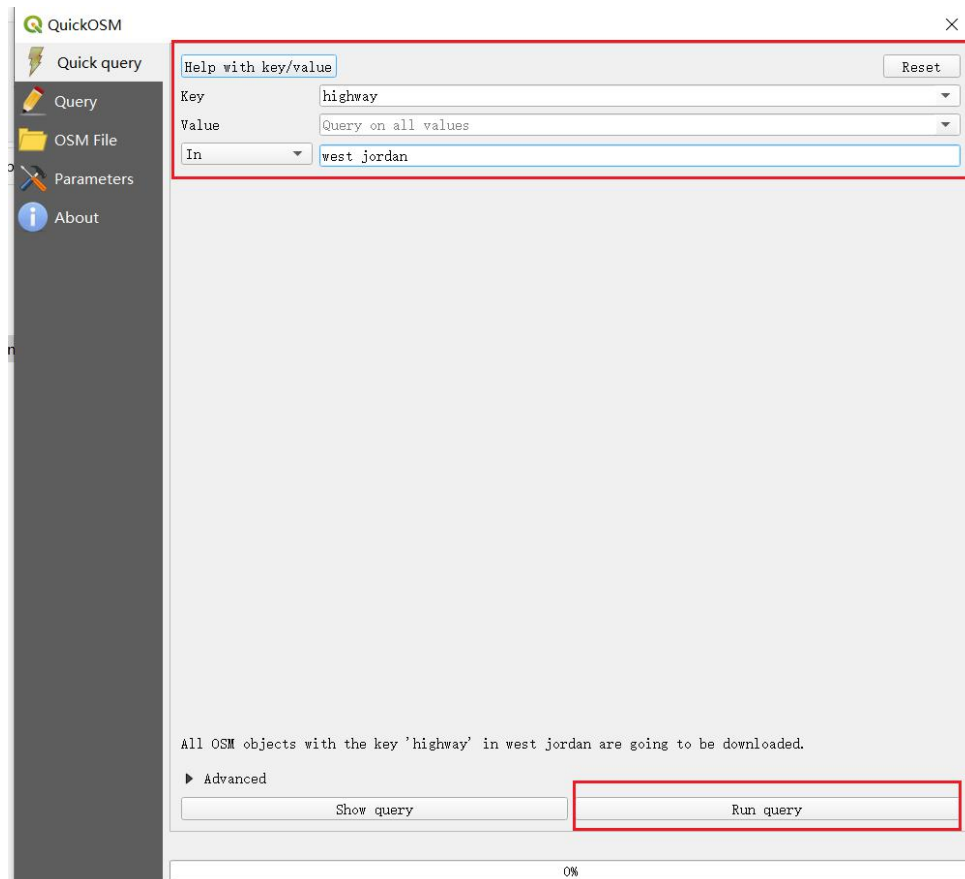 QuickOSM
Quick query
Query
OSM File
Parameters
About
Help with key/value
Reset
Key
highway
Value
Query on all values
In
west jordan
All OSM objects with the key 'highway' in west jordan are going to be downloaded.
Advanced
Show query
Run query
0%